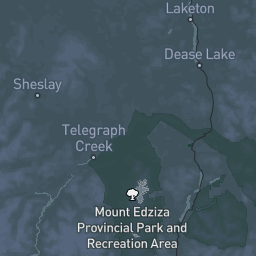 Laketon
Dease Lake
Sheslay
Telegraph
Creek
Mount Edziza
Provincial Park and
Recreation Area